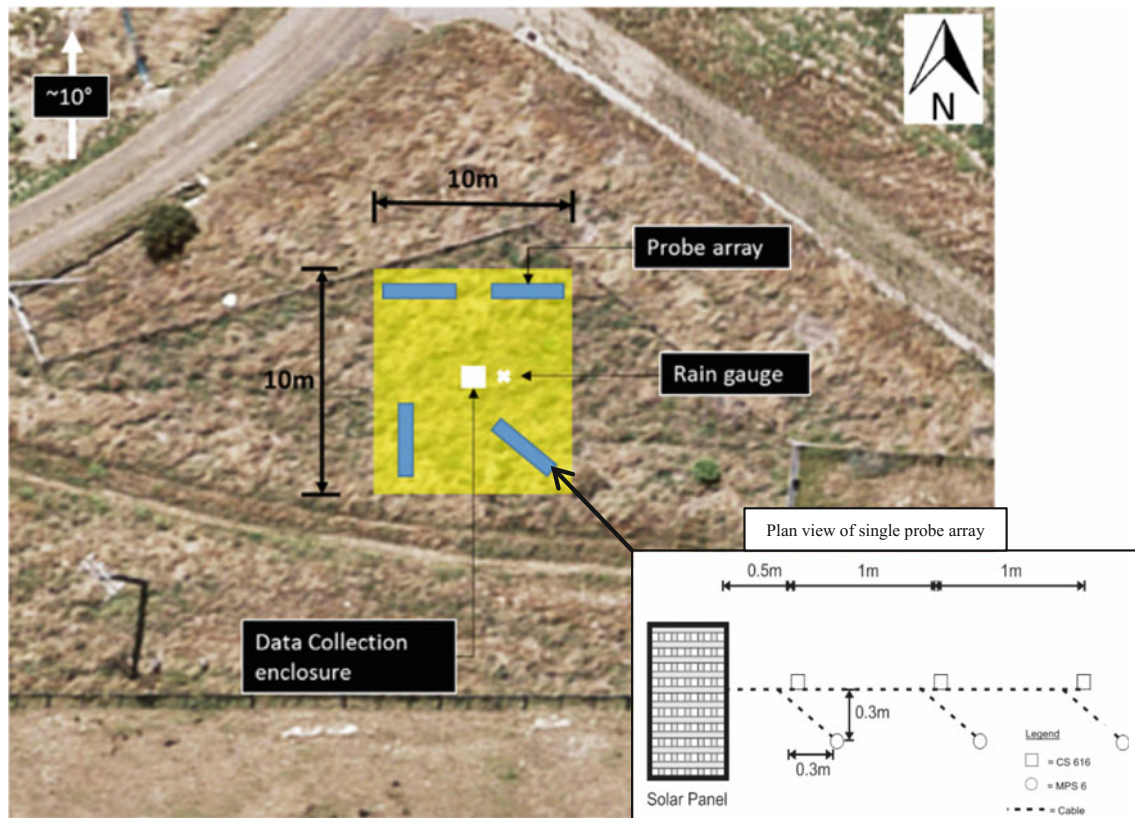 ~10°
N
10m
Probe array
10m
Rain gauge
Data Collection
enclosure
Plan view of single probe array
0.5m
1m
1m
0.3m
0.3m
Solar Panel
Legend
= CS 616
= MPS 6
= Cable